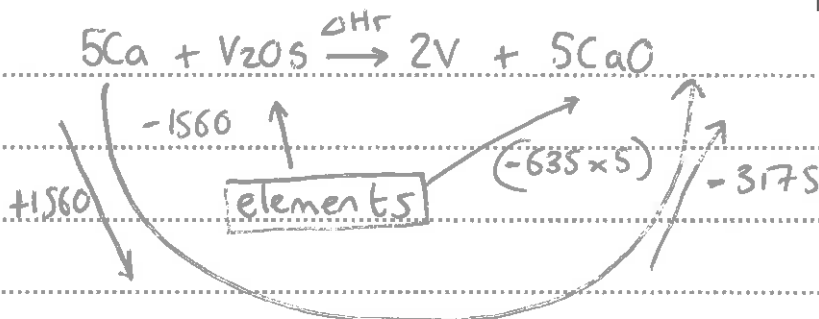 ΔHr
5Ca + V2O5 → 2V + 5CaO
-1560
(-635×5)
+1560
elements
-3175